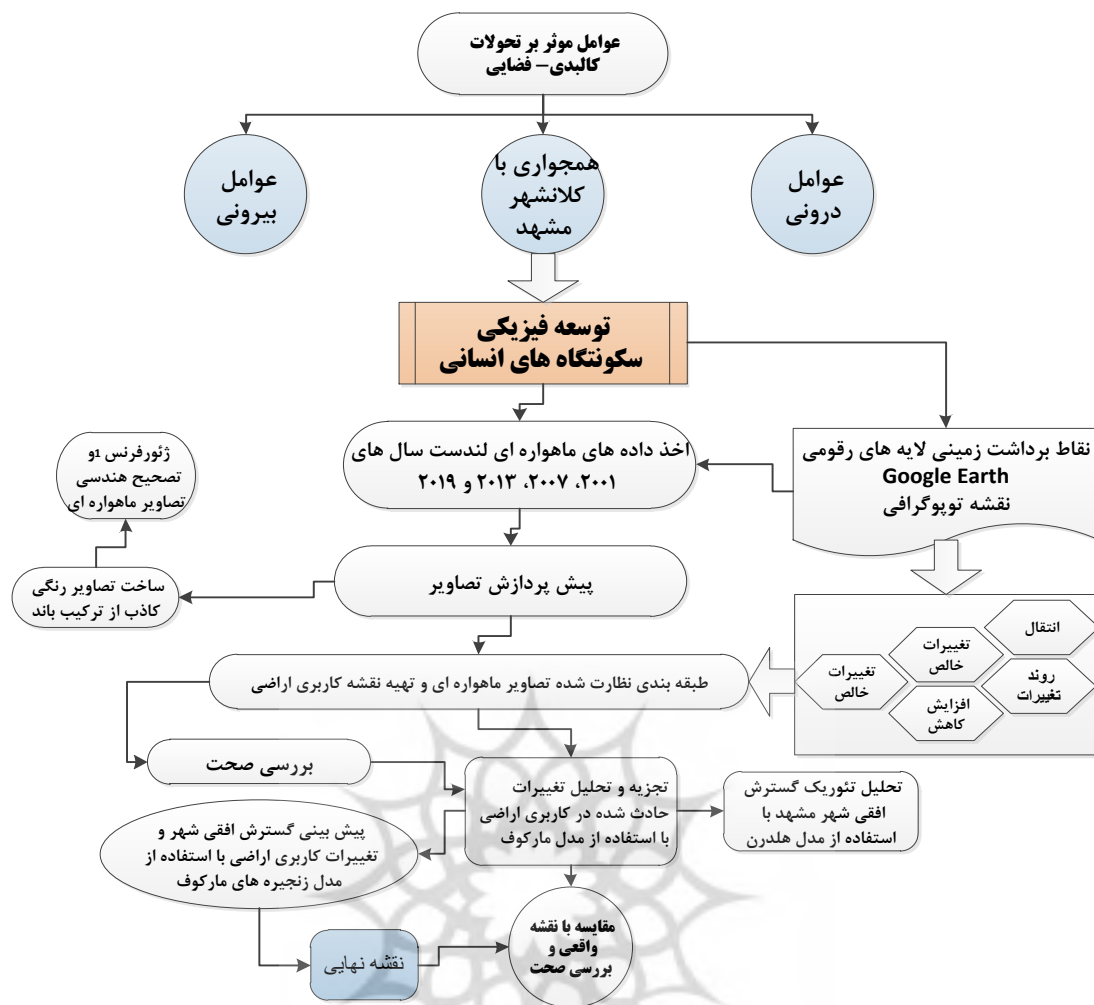 عوامل موثر بر تحولات
کالبدی- فضایی
عوامل
درونی
همجواری با
کلانشهر
مشهد
عوامل
بیرونی
توسعه فیزیکی
سکونتگاه های انسانی
نقاط برداشت زمینی لایه های رقومی
Google Earth
نقشه توپوگرافی
اخذ داده های ماهواره ای لندست سال های
۲۰۰۱، ۲۰۰۷، ۲۰۱۳ و ۲۰۱۹
ژئورفرنس 1و
تصحیح هندسی
تصاویر ماهواره ای
پیش پردازش تصاویر
ساخت تصاویر رنگی
کاذب از ترکیب باند
انتقال
تغییرات
خالص
روند
تغییرات
تغییرات
خالص
افزایش
کاهش
طبقه بندی نظارت شده تصاویر ماهواره ای و تهیه نقشه کاربری اراضی
بررسی صحت
تجزیه و تحلیل تغییرات
حادث شده در کاربری اراضی
با استفاده از مدل مارکوف
تحلیل تئوریک گسترش
افقی شهر مشهد با
استفاده از مدل هلدرن
پیش بینی گسترش افقی شهر و
تغییرات کاربری اراضی با استفاده از
مدل زنجیره های مارکوف
مقایسه با نقشه
واقعی و
بررسی صحت
نقشه نهایی